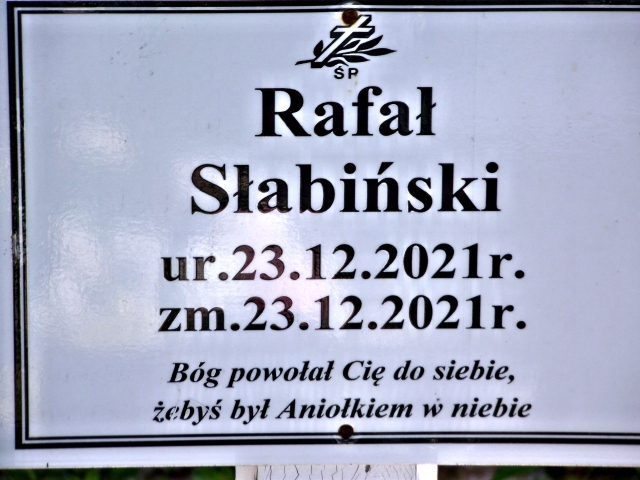 ŚP
Rafał
Słabiński
ur.23.12.2021r.
zm.23.12.2021r.
Bóg powołał Cię do siebie,
żebyś był Aniołkiem w niebie